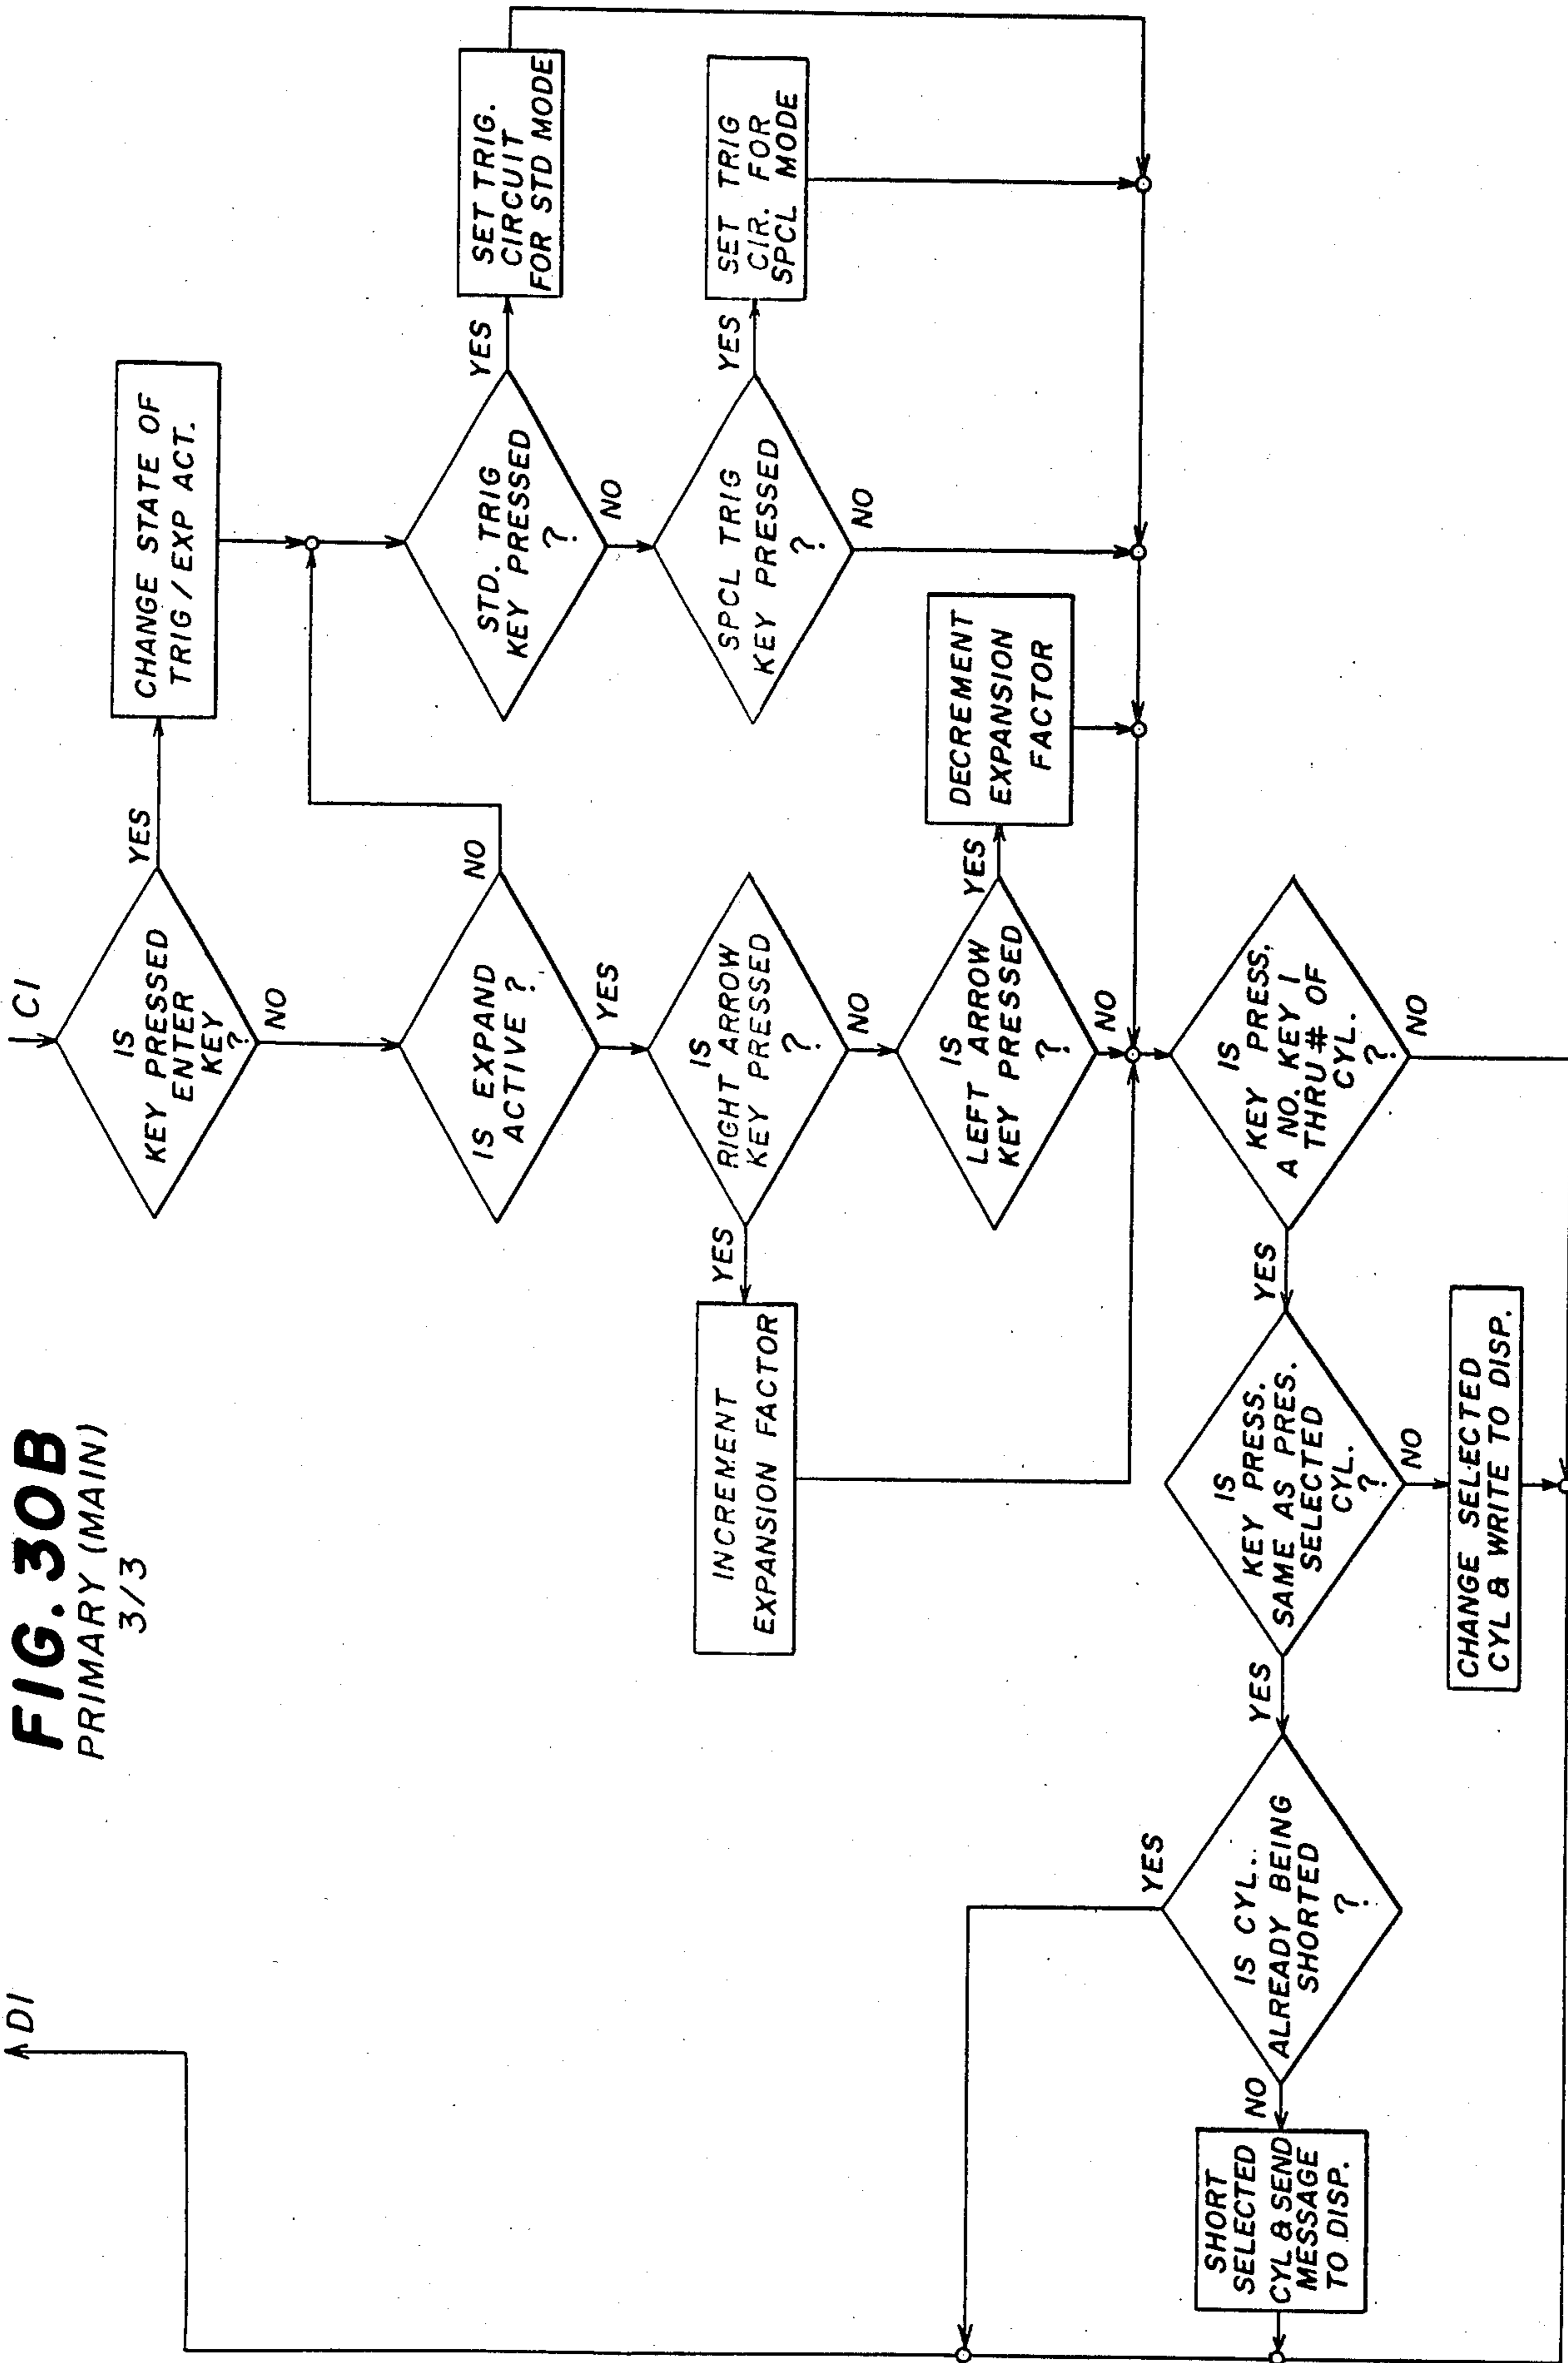 FIG. 30B
PRIMARY (MAIN)
3/3
C1
IS
KEY PRESSED
ENTER
KEY
?
YES
NO
CHANGE STATE OF
TRIG / EXP ACT.
IS EXPAND
ACTIVE ?
NO
YES
STD. TRIG
KEY PRESSED
?
YES
NO
SET TRIG.
CIRCUIT
FOR STD MODE
IS
RIGHT ARROW
KEY PRESSED
?
YES
NO
INCREMENT
EXPANSION FACTOR
SPCL TRIG
KEY PRESSED
?
YES
NO
SET TRIG
CIR. FOR
SPCL MODE
IS
LEFT ARROW
KEY PRESSED
?
YES
NO
DECREMENT
EXPANSION
FACTOR
IS
KEY PRESS.
A NO. KEY 1
THRU # OF
CYL.
?
YES
NO
IS
KEY PRESS.
SAME AS PRES.
SELECTED
CYL.
?
YES
NO
CHANGE SELECTED
CYL & WRITE TO DISP.
IS CYL..
ALREADY BEING
SHORTED
?
YES
NO
SHORT
SELECTED
CYL & SEND
MESSAGE
TO DISP.
D1